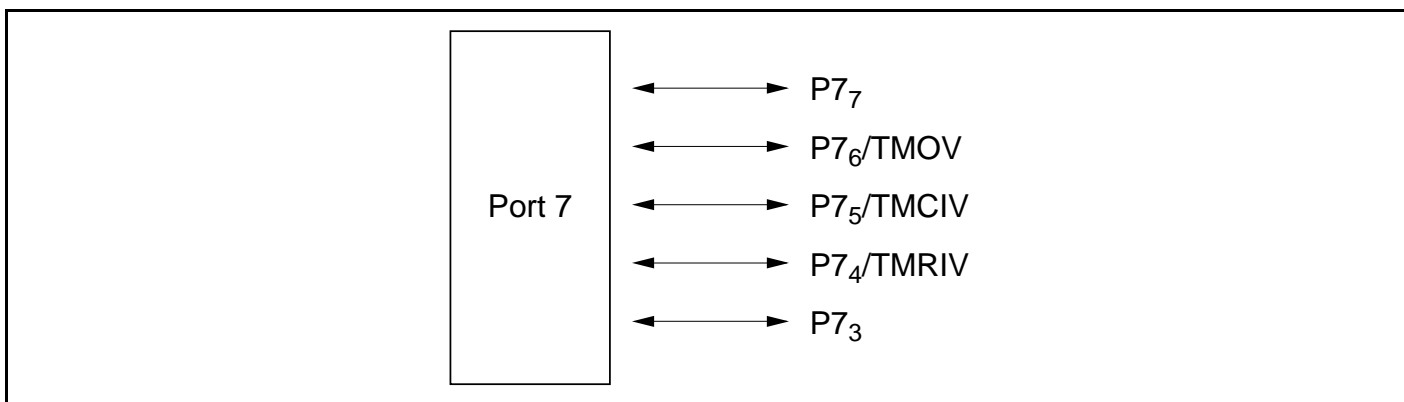 P7₇
P7₆/TMOV
Port 7
P7₅/TMCIV
P7₄/TMRIV
P7₃